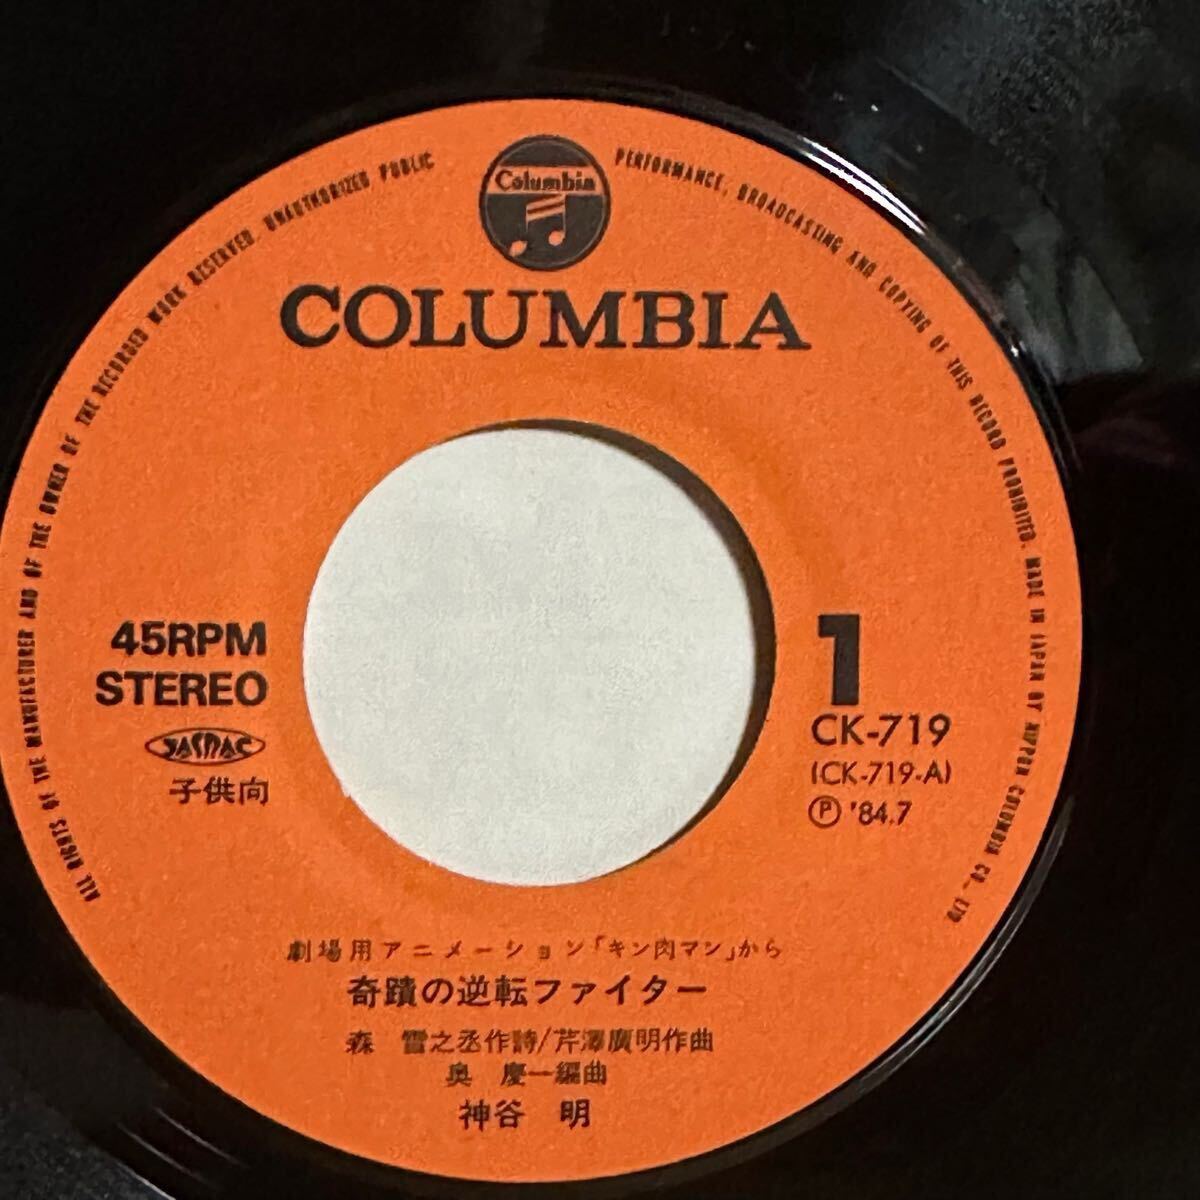 ALL RIGHTS OF THE MANUFACTURER AND OF THE OWNER OF THE RECORDED WORK RESERVED. UNAUTHORIZED PUBLIC PERFORMANCE, BROADCASTING AND COPYING OF THIS RECORD PROHIBITED. MADE IN JAPAN BY NIPPON COLUMBIA CO., LTD.
Columbia
COLUMBIA
45RPM
STEREO
JASRAC
子供向
1
CK-719
(CK-719-A)
Ⓟ '84.7
劇場用アニメーション「キン肉マン」から
奇蹟の逆転ファイター
森 雪之丞作詩/芹澤廣明作曲
奥 慶一編曲
神谷 明